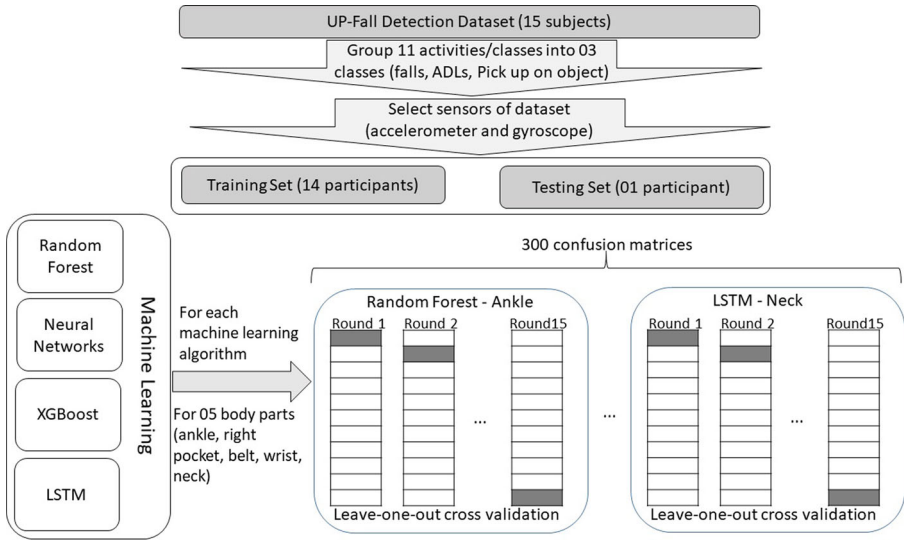 UP-Fall Detection Dataset (15 subjects)
Group 11 activities/classes into 03
classes (falls, ADLs, Pick up on object)
Select sensors of dataset
(accelerometer and gyroscope)
Training Set (14 participants)
Testing Set (01 participant)
Random
Forest
Neural
Networks
XGBoost
LSTM
Machine Learning
For each
machine learning
algorithm
For 05 body parts
(ankle, right
pocket, belt, wrist,
neck)
300 confusion matrices
Random Forest - Ankle
Round 1
Round 2
Round15
...
Leave-one-out cross validation
...
LSTM - Neck
Round 1
Round 2
Round15
...
Leave-one-out cross validation